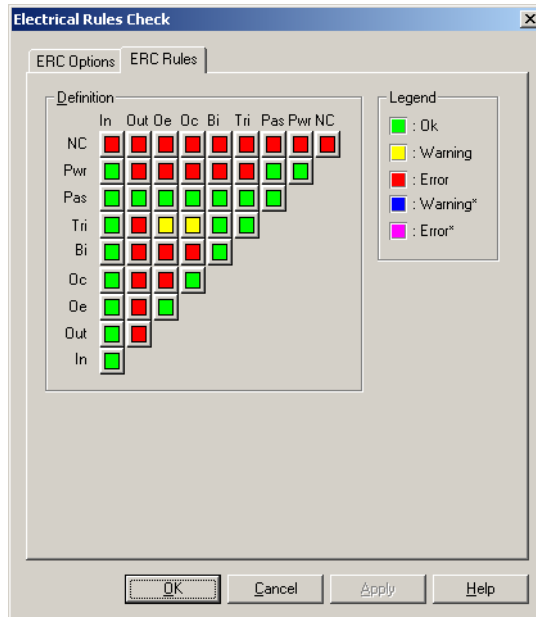 Electrical Rules Check
ERC Options ERC Rules
Definition
In Out Oe Oc Bi Tri Pas Pwr NC
NC
Pwr
Pas
Tri
Bi
Oc
Oe
Out
In
Legend
: Ok
: Warning
: Error
: Warning*
: Error*
OK Cancel Apply Help